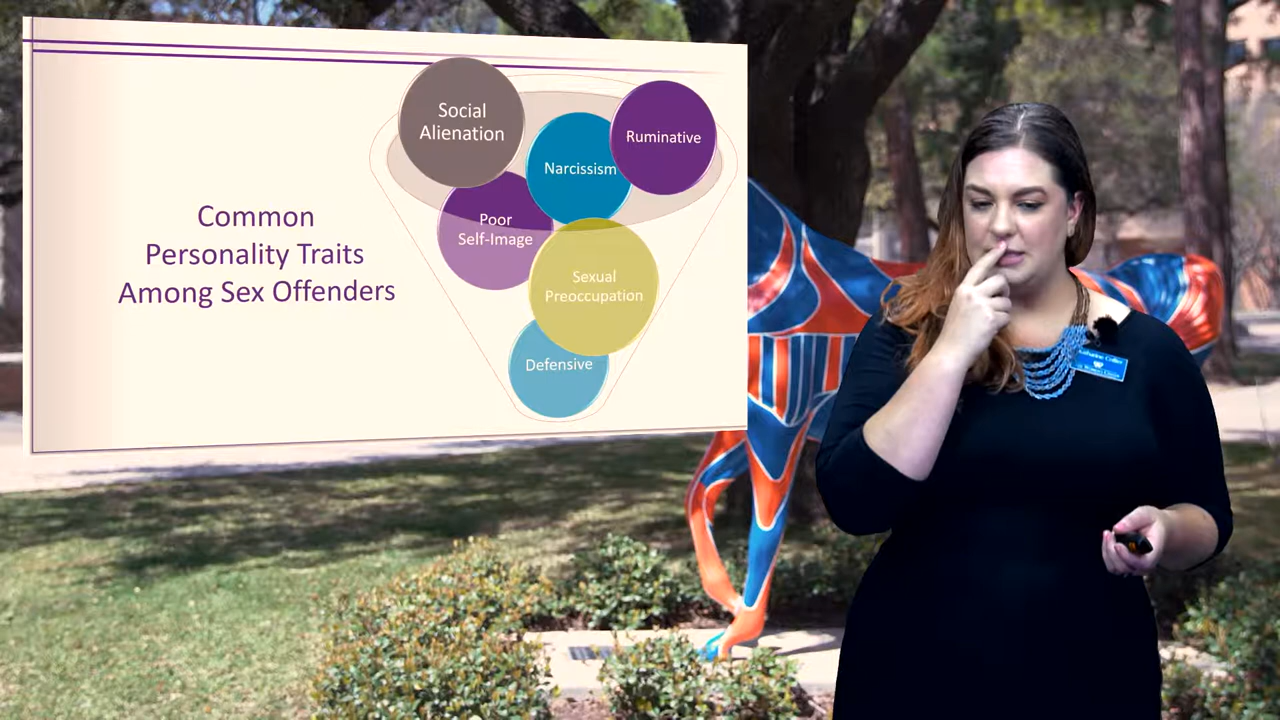 Common
Personality Traits
Among Sex Offenders
Social
Alienation
Narcissism
Ruminative
Poor
Self-Image
Sexual
Preoccupation
Defensive